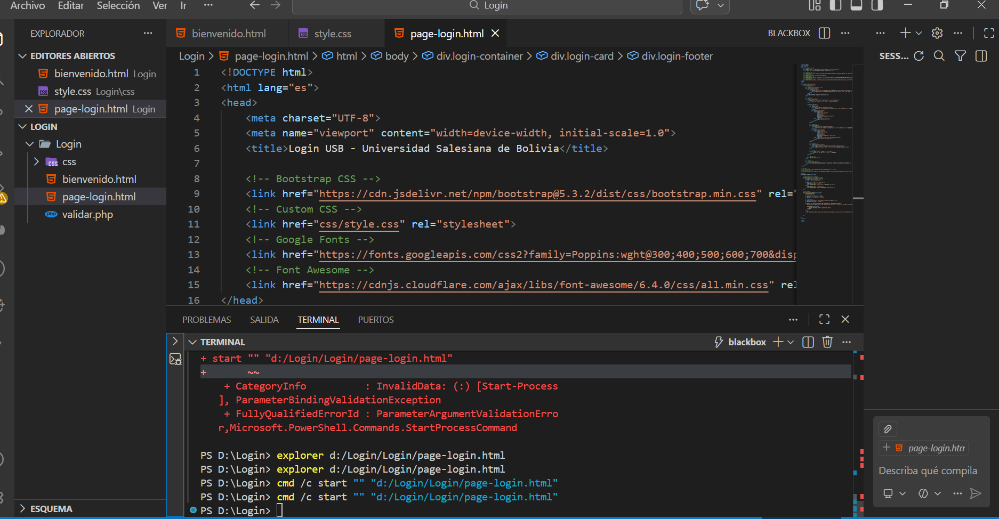 Archivo Editar Selección Ver Ir ··· Login
EXPLORADOR ···
EDITORES ABIERTOS
bienvenido.html Login
style.css Login\css
page-login.html Login
LOGIN
Login
css
bienvenido.html
page-login.html
validar.php
ESQUEMA
bienvenido.html style.css page-login.html BLACKBOX ···
Login > page-login.html > html > body > div.login-container > div.login-card > div.login-footer
1 <!DOCTYPE html>
2 <html lang="es">
3 <head>
4 <meta charset="UTF-8">
5 <meta name="viewport" content="width=device-width, initial-scale=1.0">
6 <title>Login USB - Universidad Salesiana de Bolivia</title>
7
8 <!-- Bootstrap CSS -->
9 <link href="https://cdn.jsdelivr.net/npm/bootstrap@5.3.2/dist/css/bootstrap.min.css" rel="
10 <!-- Custom CSS -->
11 <link href="css/style.css" rel="stylesheet">
12 <!-- Google Fonts -->
13 <link href="https://fonts.googleapis.com/css2?family=Poppins:wght@300;400;500;600;700&disp
14 <!-- Font Awesome -->
15 <link href="https://cdnjs.cloudflare.com/ajax/libs/font-awesome/6.4.0/css/all.min.css" rel
16 </head>
PROBLEMAS SALIDA TERMINAL PUERTOS ···
TERMINAL blackbox ···
+ start "" "d:/Login/Login/page-login.html"
+ ~~
+ CategoryInfo : InvalidData: (:) [Start-Process
], ParameterBindingValidationException
+ FullyQualifiedErrorId : ParameterArgumentValidationErro
r,Microsoft.PowerShell.Commands.StartProcessCommand
PS D:\Login> explorer d:/Login/Login/page-login.html
PS D:\Login> explorer d:/Login/Login/page-login.html
PS D:\Login> cmd /c start "" "d:/Login/Login/page-login.html"
PS D:\Login> cmd /c start "" "d:/Login/Login/page-login.html"
PS D:\Login>
SESS...
+ page-login.htm
Describa qué compila